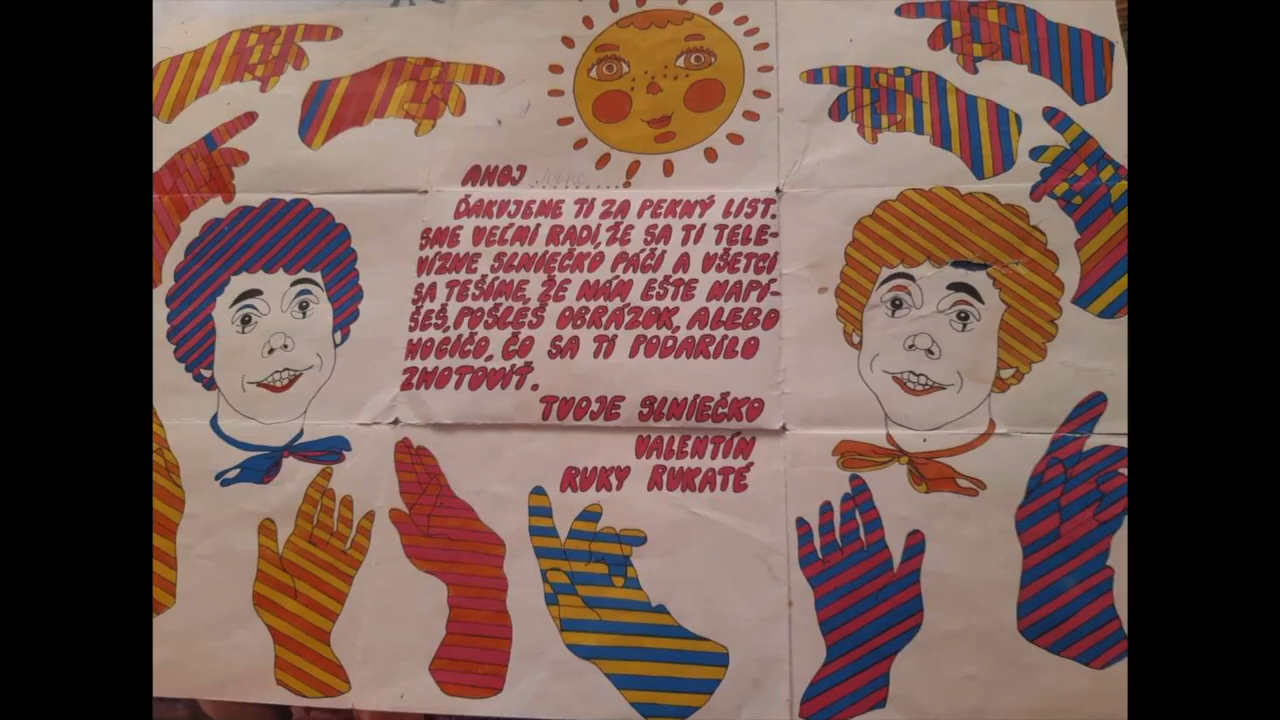 AHOJ ..........!
ĎAKUJEME TI ZA PEKNÝ LIST.
SME VEĽMI RADI, ŽE SA TI TELE-
VÍZNE SLNIEČKO PÁČI A VŠETCI
SA TEŠÍME, ŽE NÁM EŠTE NAPÍ-
ŠEŠ, POŠLEŠ OBRÁZOK, ALEBO
HOCIČO, ČO SA TI PODARILO
ZHOTOVIŤ.
TVOJE SLNIEČKO
VALENTÍN
RUKY RUKATÉ